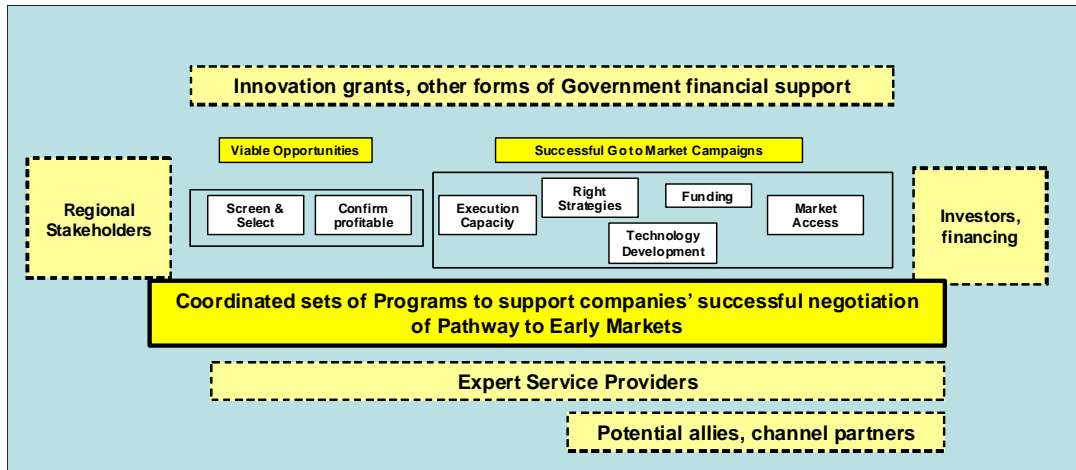 Innovation grants, other forms of Government financial support
Viable Opportunities
Successful Go to Market Campaigns
Regional
Stakeholders
Screen &
Select
Confirm
profitable
Execution
Capacity
Right
Strategies
Funding
Technology
Development
Market
Access
Investors,
financing
Coordinated sets of Programs to support companies’ successful negotiation
of Pathway to Early Markets
Expert Service Providers
Potential allies, channel partners